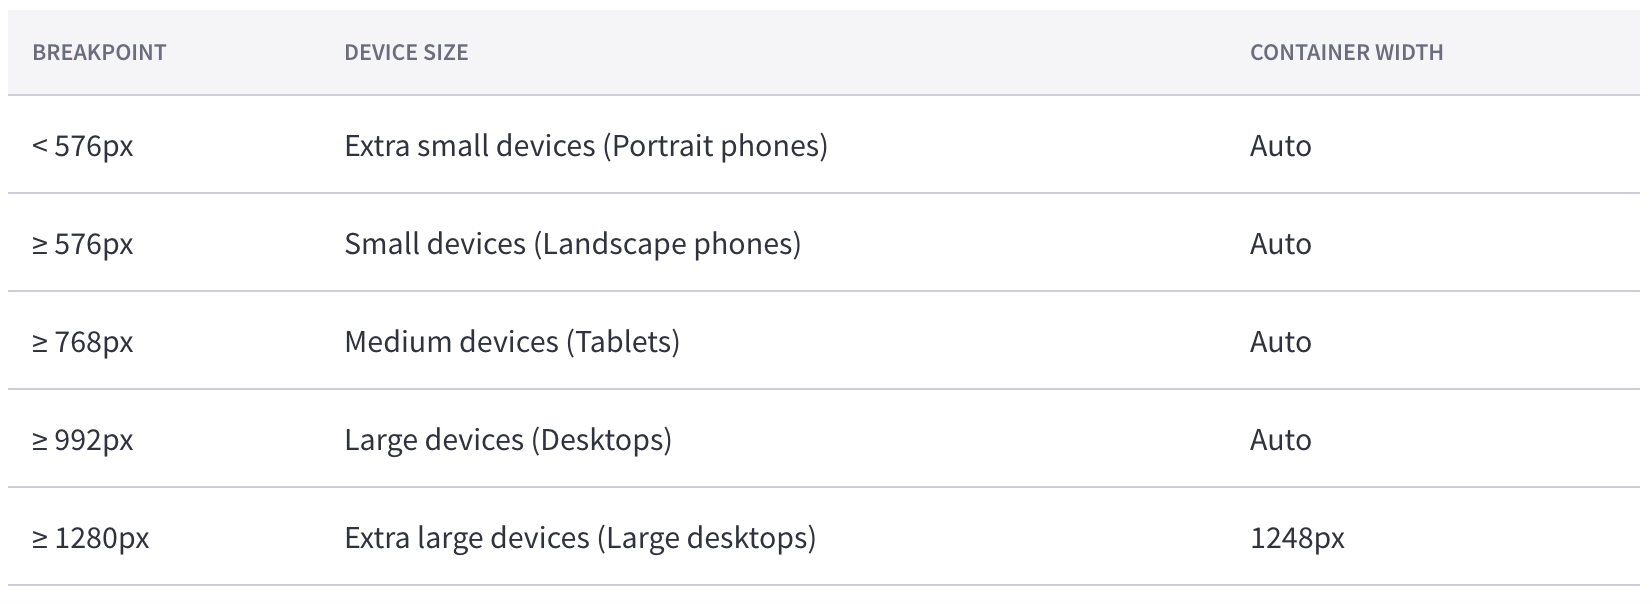 BREAKPOINT DEVICE SIZE CONTAINER WIDTH
< 576px Extra small devices (Portrait phones) Auto
≥ 576px Small devices (Landscape phones) Auto
≥ 768px Medium devices (Tablets) Auto
≥ 992px Large devices (Desktops) Auto
≥ 1280px Extra large devices (Large desktops) 1248px